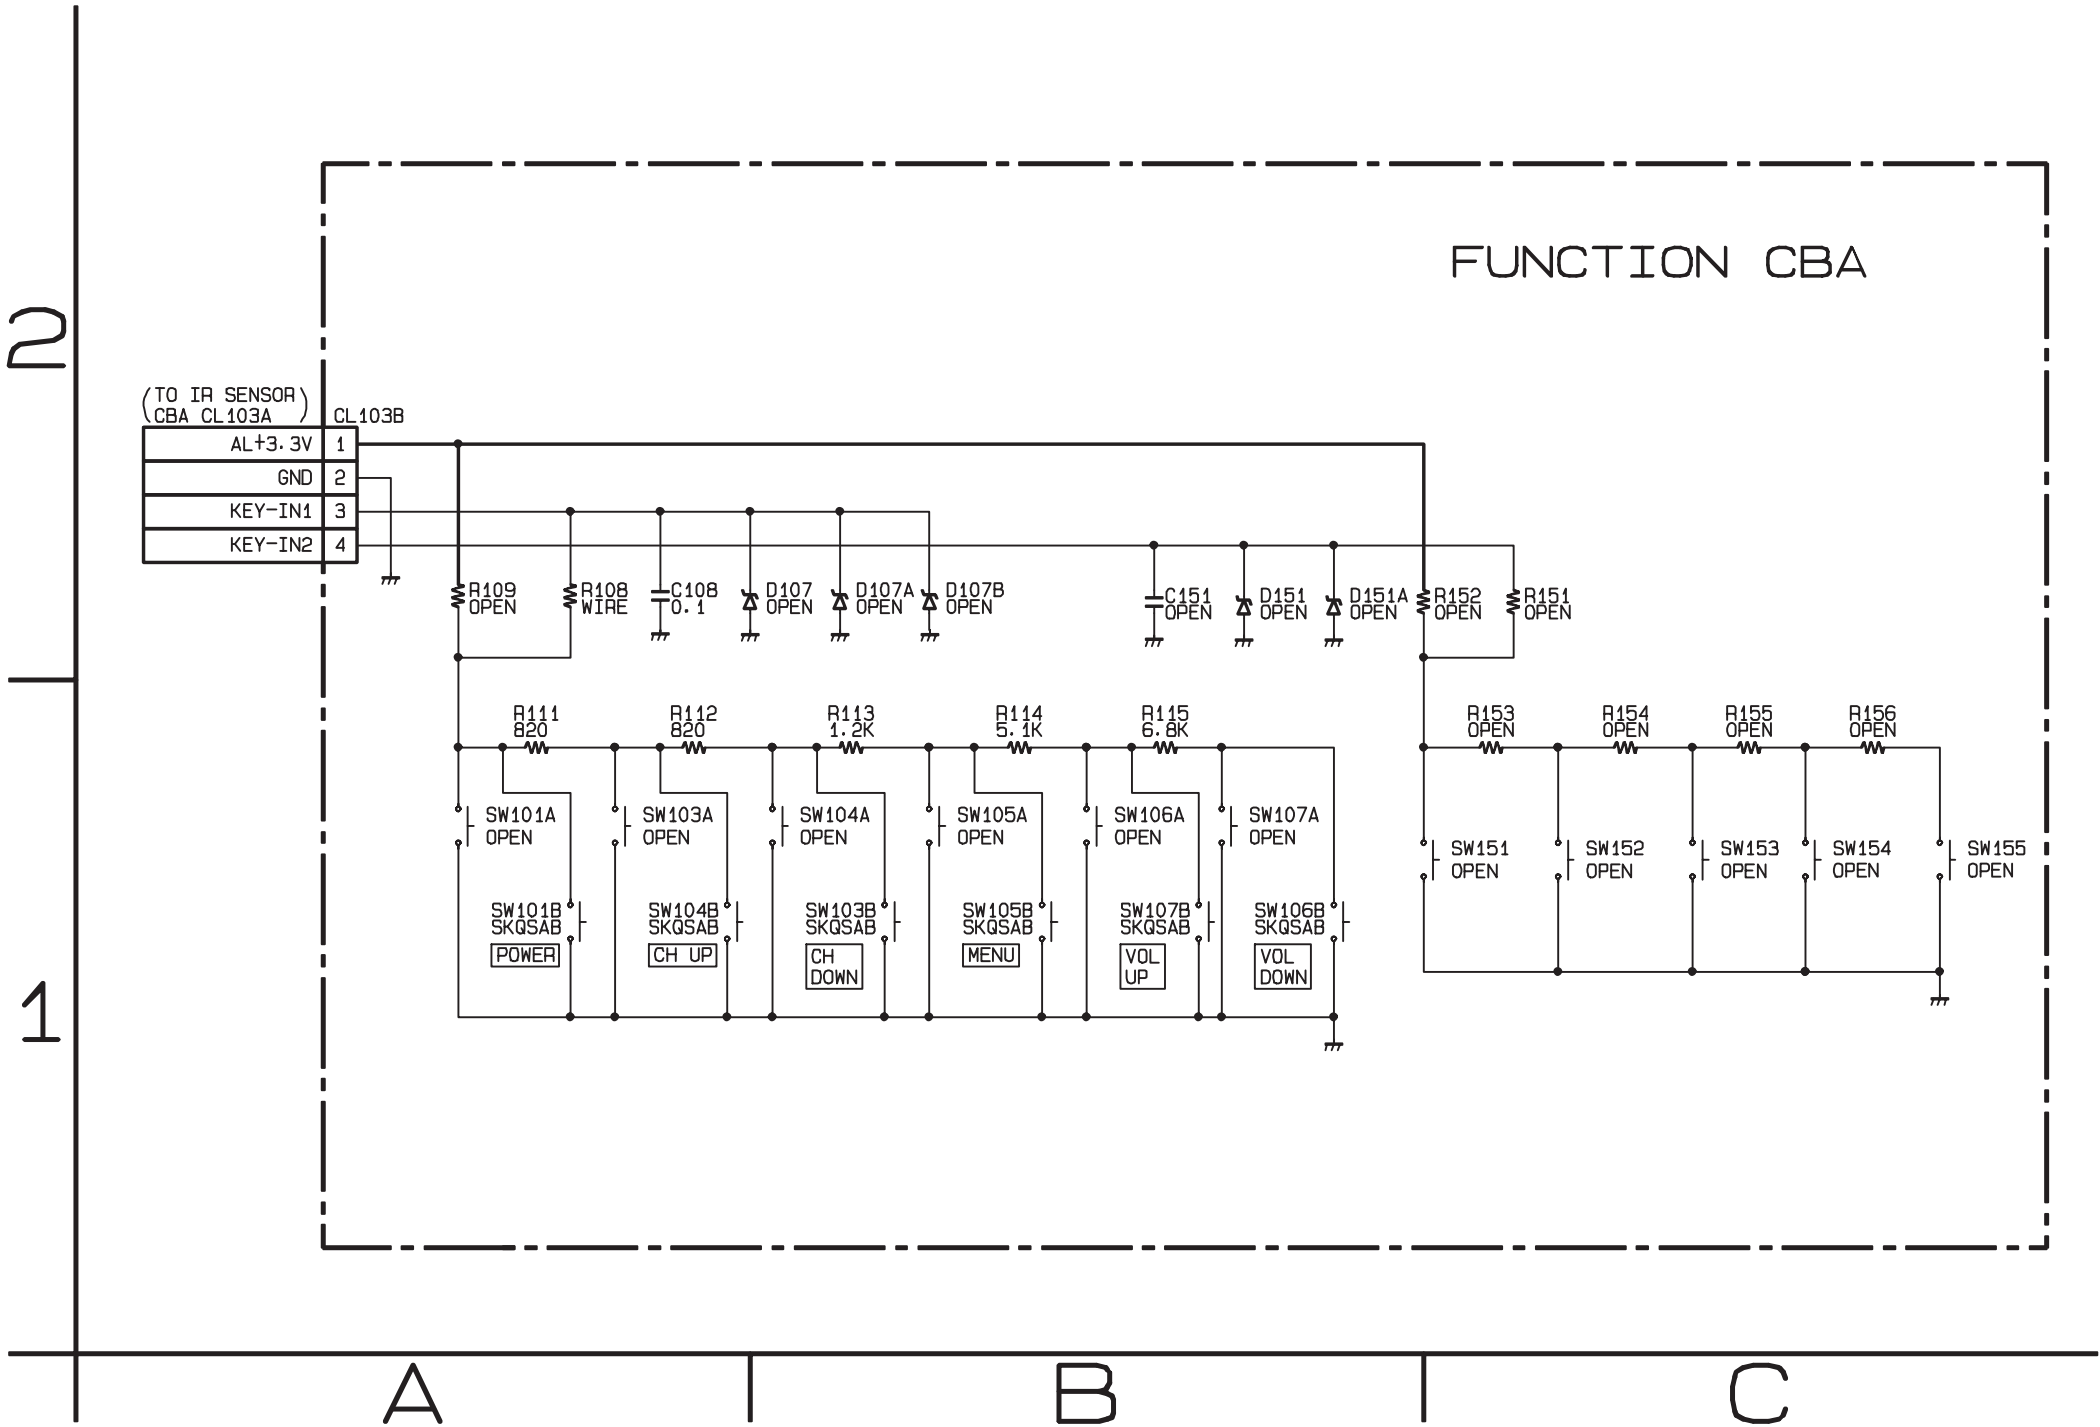 FUNCTION CBA
2
(TO IR SENSOR
CBA CL103A)
CL103B
AL+3.3V 1
GND 2
KEY-IN1 3
KEY-IN2 4
R109
OPEN
R108
WIRE
C108
0.1
D107
OPEN
D107A
OPEN
D107B
OPEN
C151
OPEN
D151
OPEN
D151A
OPEN
R152
OPEN
R151
OPEN
R111
820
R112
820
R113
1.2K
R114
5.1K
R115
6.8K
R153
OPEN
R154
OPEN
R155
OPEN
R156
OPEN
SW101A
OPEN
SW103A
OPEN
SW104A
OPEN
SW105A
OPEN
SW106A
OPEN
SW107A
OPEN
SW151
OPEN
SW152
OPEN
SW153
OPEN
SW154
OPEN
SW155
OPEN
SW101B
SKQSAB
POWER
SW104B
SKQSAB
CH UP
SW103B
SKQSAB
CH
DOWN
SW105B
SKQSAB
MENU
SW107B
SKQSAB
VOL
UP
SW106B
SKQSAB
VOL
DOWN
1
A
B
C